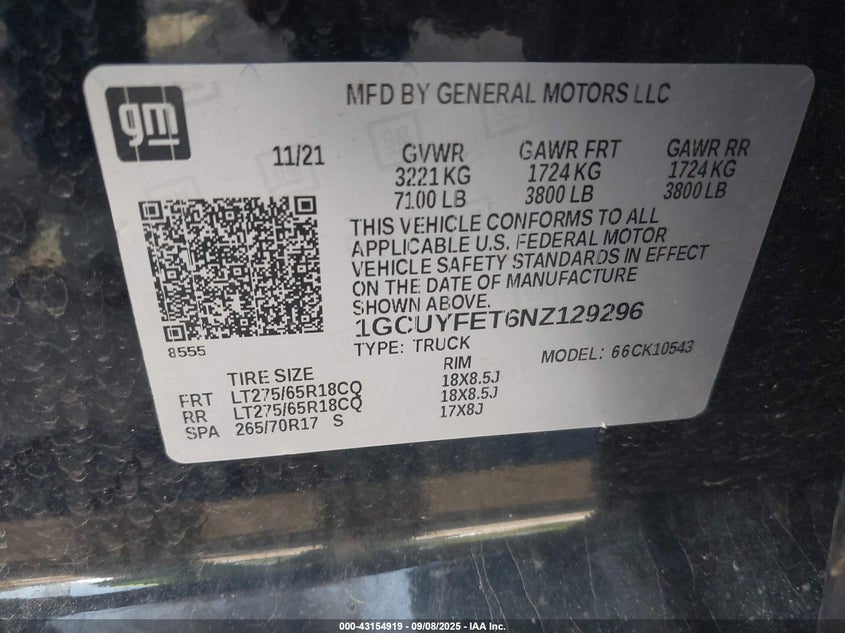 gm
MFD BY GENERAL MOTORS LLC
11/21 GVWR GAWR FRT GAWR RR
3221 KG 1724 KG 1724 KG
7100 LB 3800 LB 3800 LB
THIS VEHICLE CONFORMS TO ALL
APPLICABLE U.S. FEDERAL MOTOR
VEHICLE SAFETY STANDARDS IN EFFECT
ON THE DATE OF MANUFACTURE
SHOWN ABOVE.
1GCUYFET6NZ129296
8555
TYPE: TRUCK MODEL: 66CK10543
TIRE SIZE RIM
FRT LT275/65R18CQ 18X8.5J
RR LT275/65R18CQ 18X8.5J
SPA 265/70R17 S 17X8J
000-43154919 - 09/08/2025 - IAA Inc.